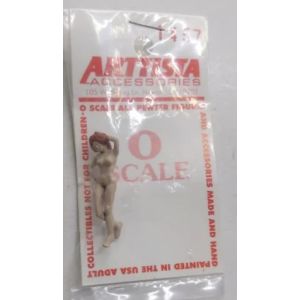 ARTTISTA
ACCESSORIES
O SCALE ALL PEWTER FIGURES
AND ACCESSORIES MADE AND HAND
PAINTED IN THE USA ADULT
COLLECTIBLES NOT FOR CHILDREN
O
SCALE